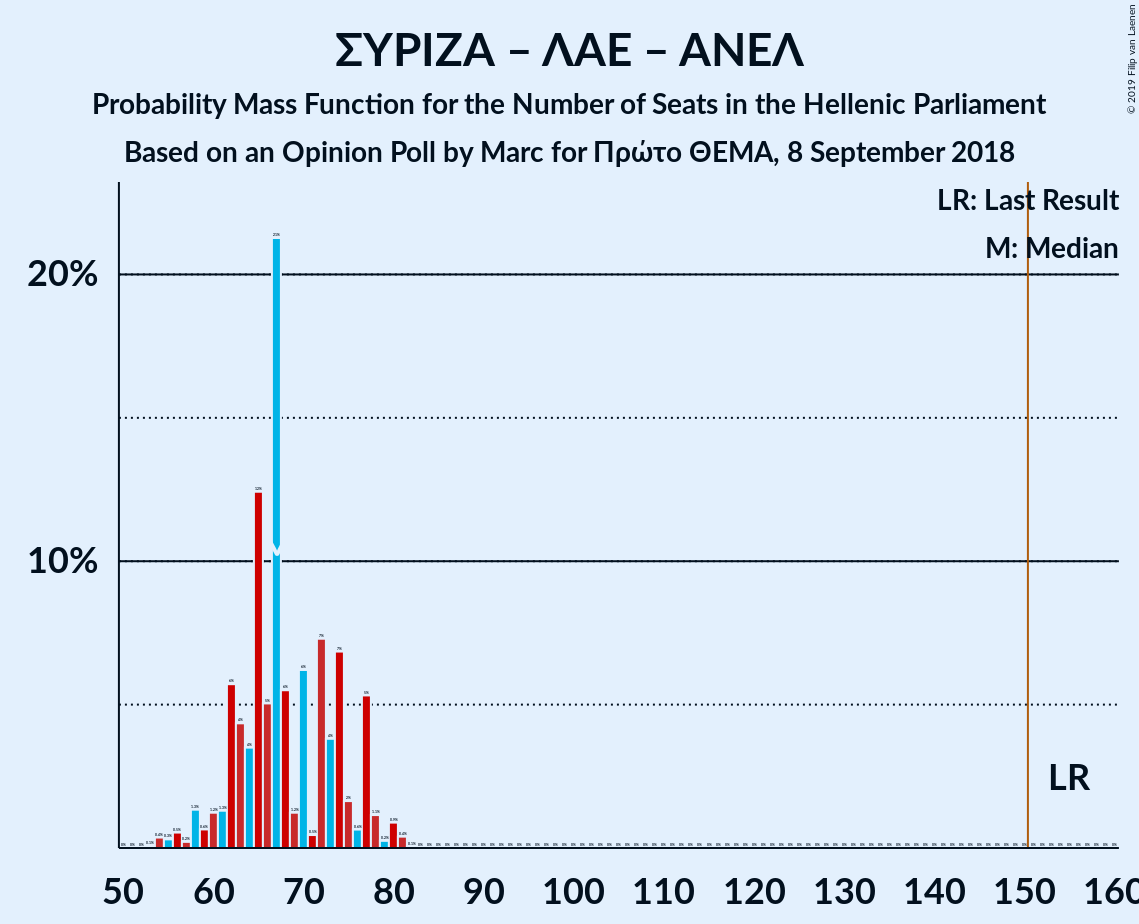 ΣΥΡΙΖΑ – ΛΑΕ – ΑΝΕΛ
Probability Mass Function for the Number of Seats in the Hellenic Parliament
Based on an Opinion Poll by Marc for Πρώτο ΘΕΜΑ, 8 September 2018
© 2019 Filip van Laenen
LR: Last Result
M: Median
20%
10%
LR
50 60 70 80 90 100 110 120 130 140 150 160